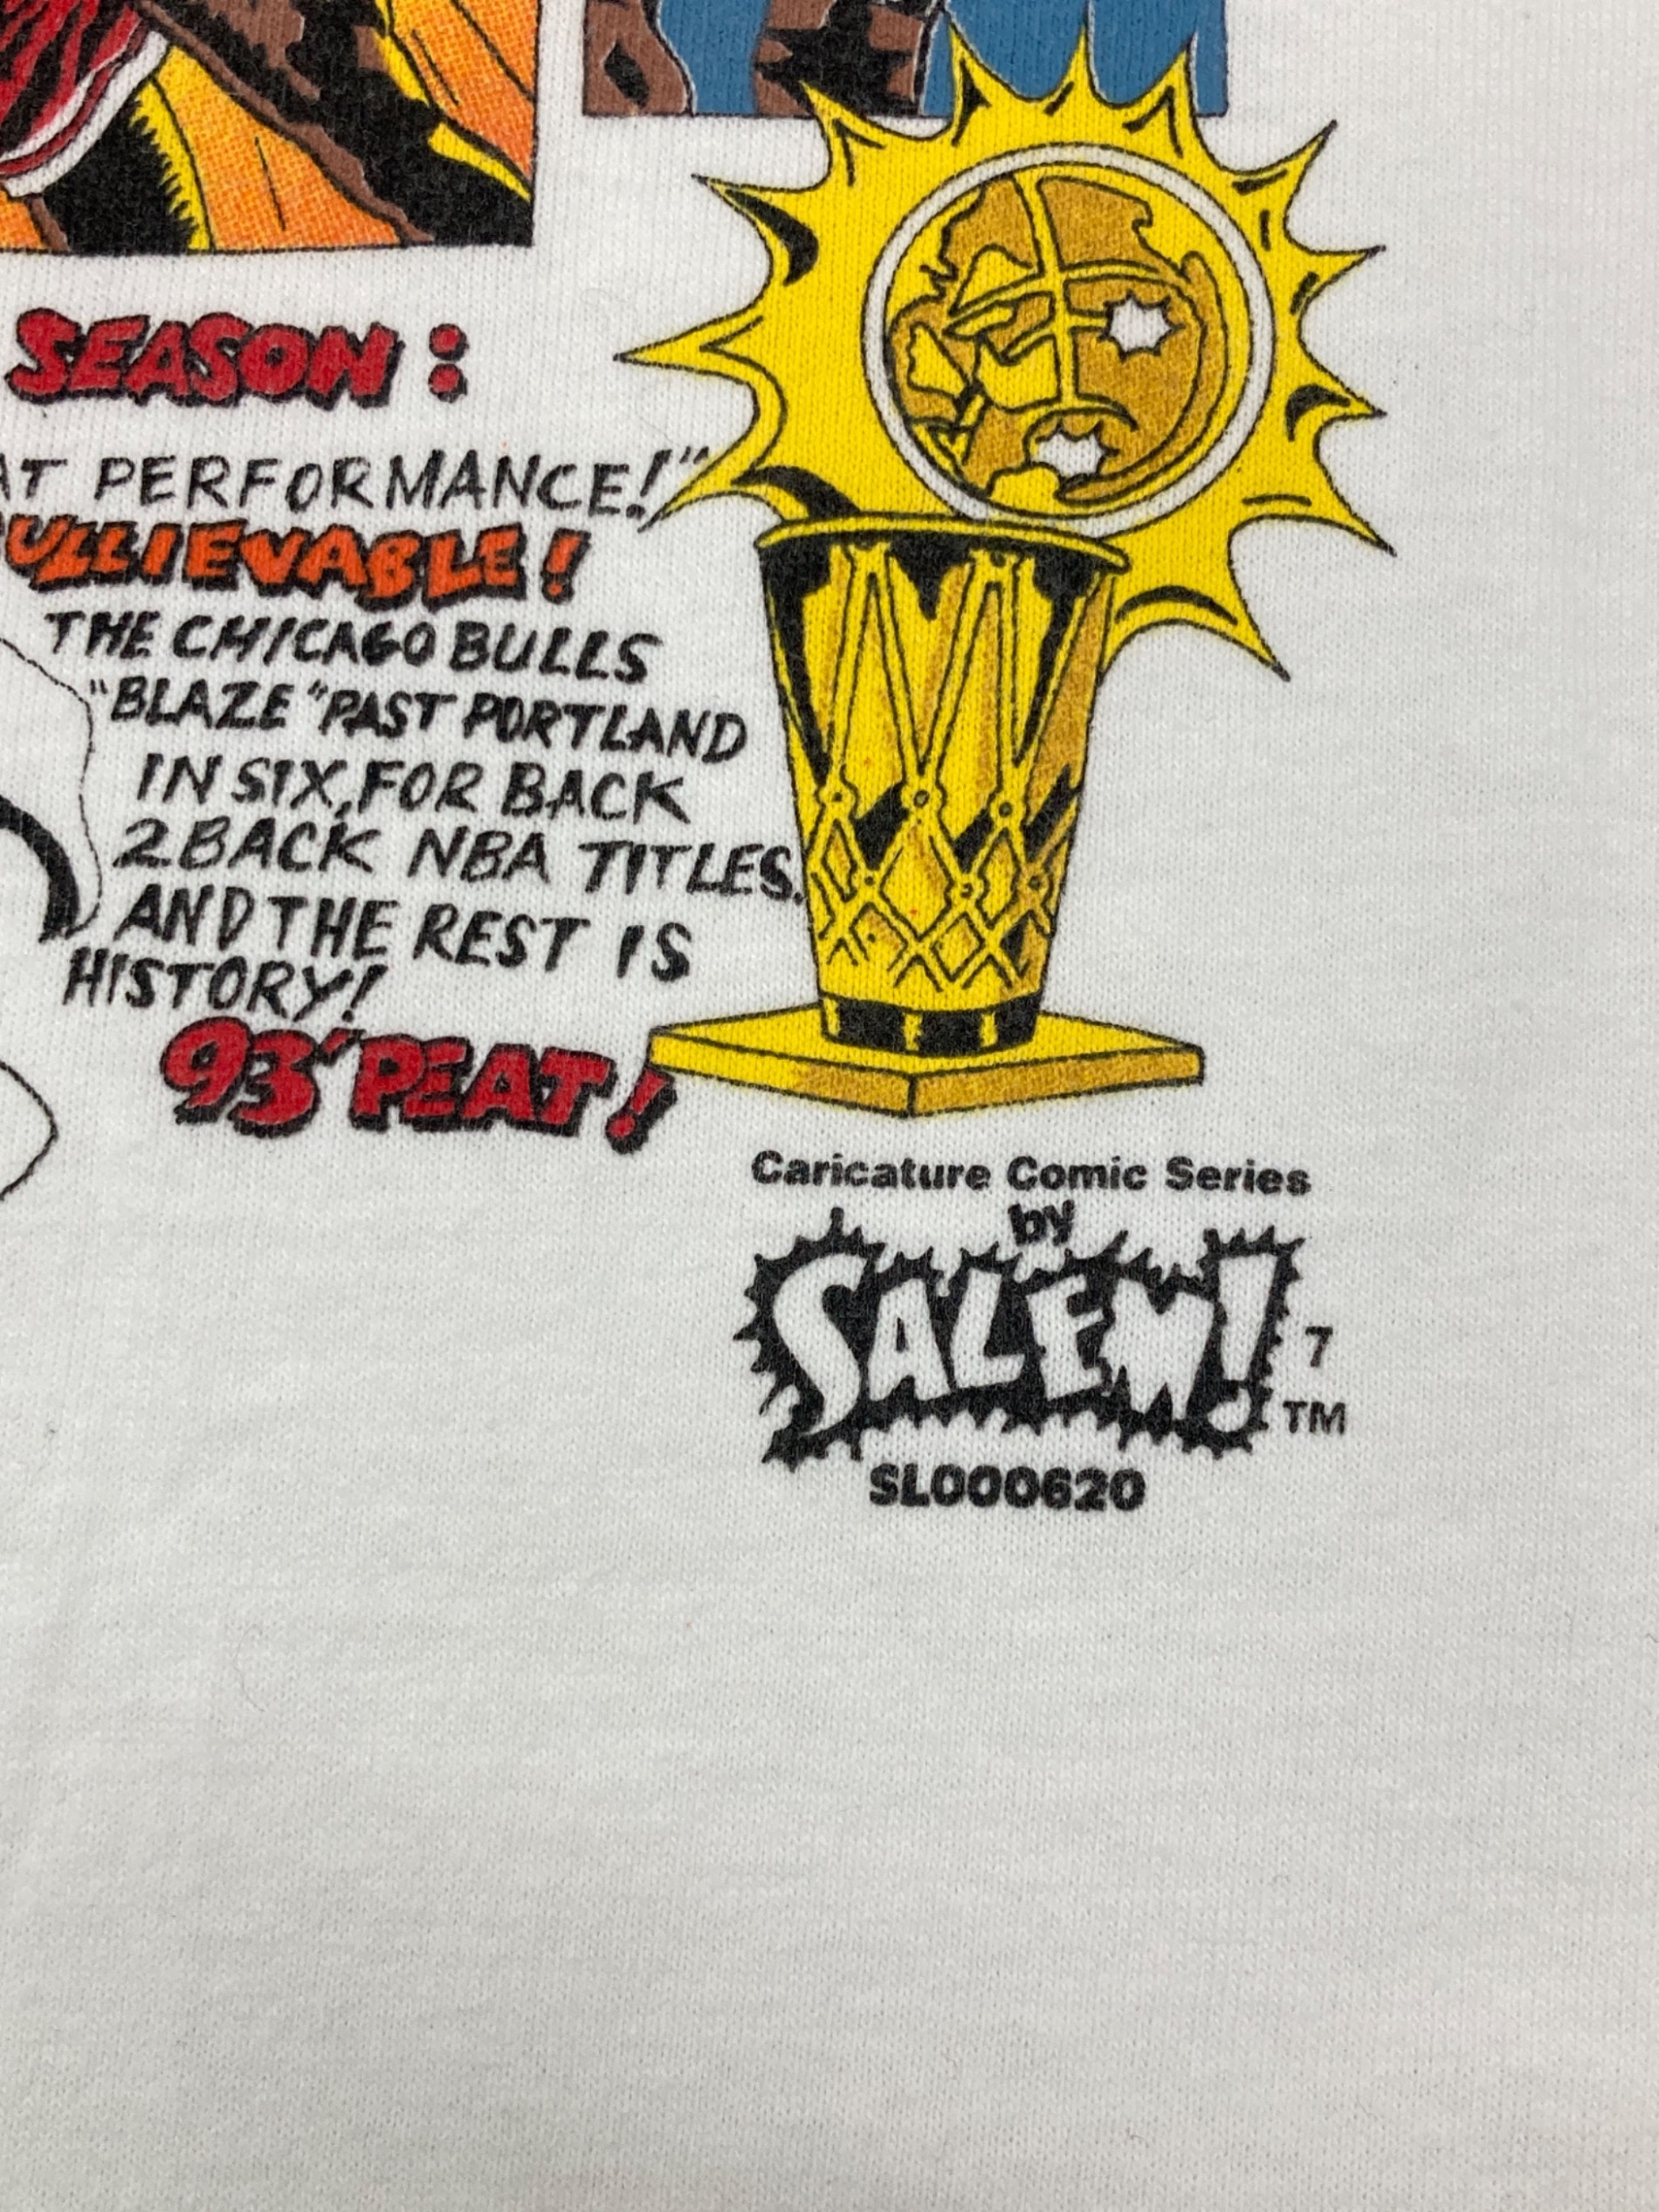 SEASON:
PERFORMANCE!"
ULLIEVABLE!
THE CHICAGO BULLS
"BLAZE" PAST PORTLAND
IN SIX, FOR BACK
2 BACK NBA TITLES.
AND THE REST IS
HISTORY!
93' PEAT!
Caricature Comic Series
by
SALEM!
7
TM
SL000620